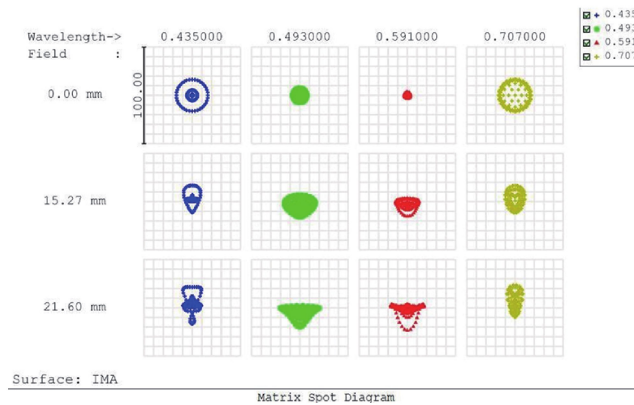 Wavelength-> 0.435000 0.493000 0.591000 0.707000
Field :
100.00
0.00 mm
15.27 mm
21.60 mm
Surface: IMA
Matrix Spot Diagram